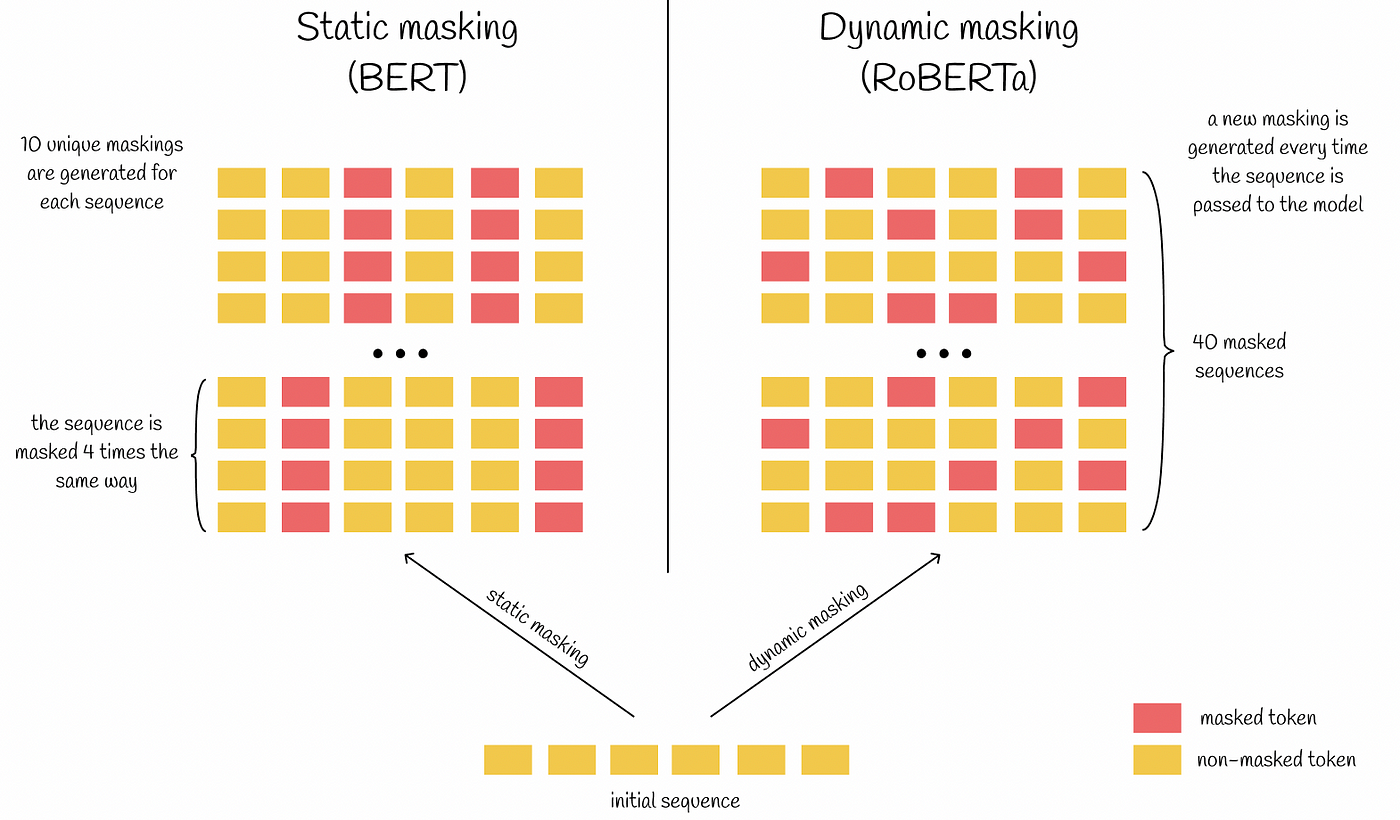 Static masking
(BERT)
Dynamic masking
(RoBERTa)
10 unique maskings
are generated for
each sequence
a new masking is
generated every time
the sequence is
passed to the model
40 masked
sequences
the sequence is
masked 4 times the
same way
static masking
dynamic masking
masked token
non-masked token
initial sequence